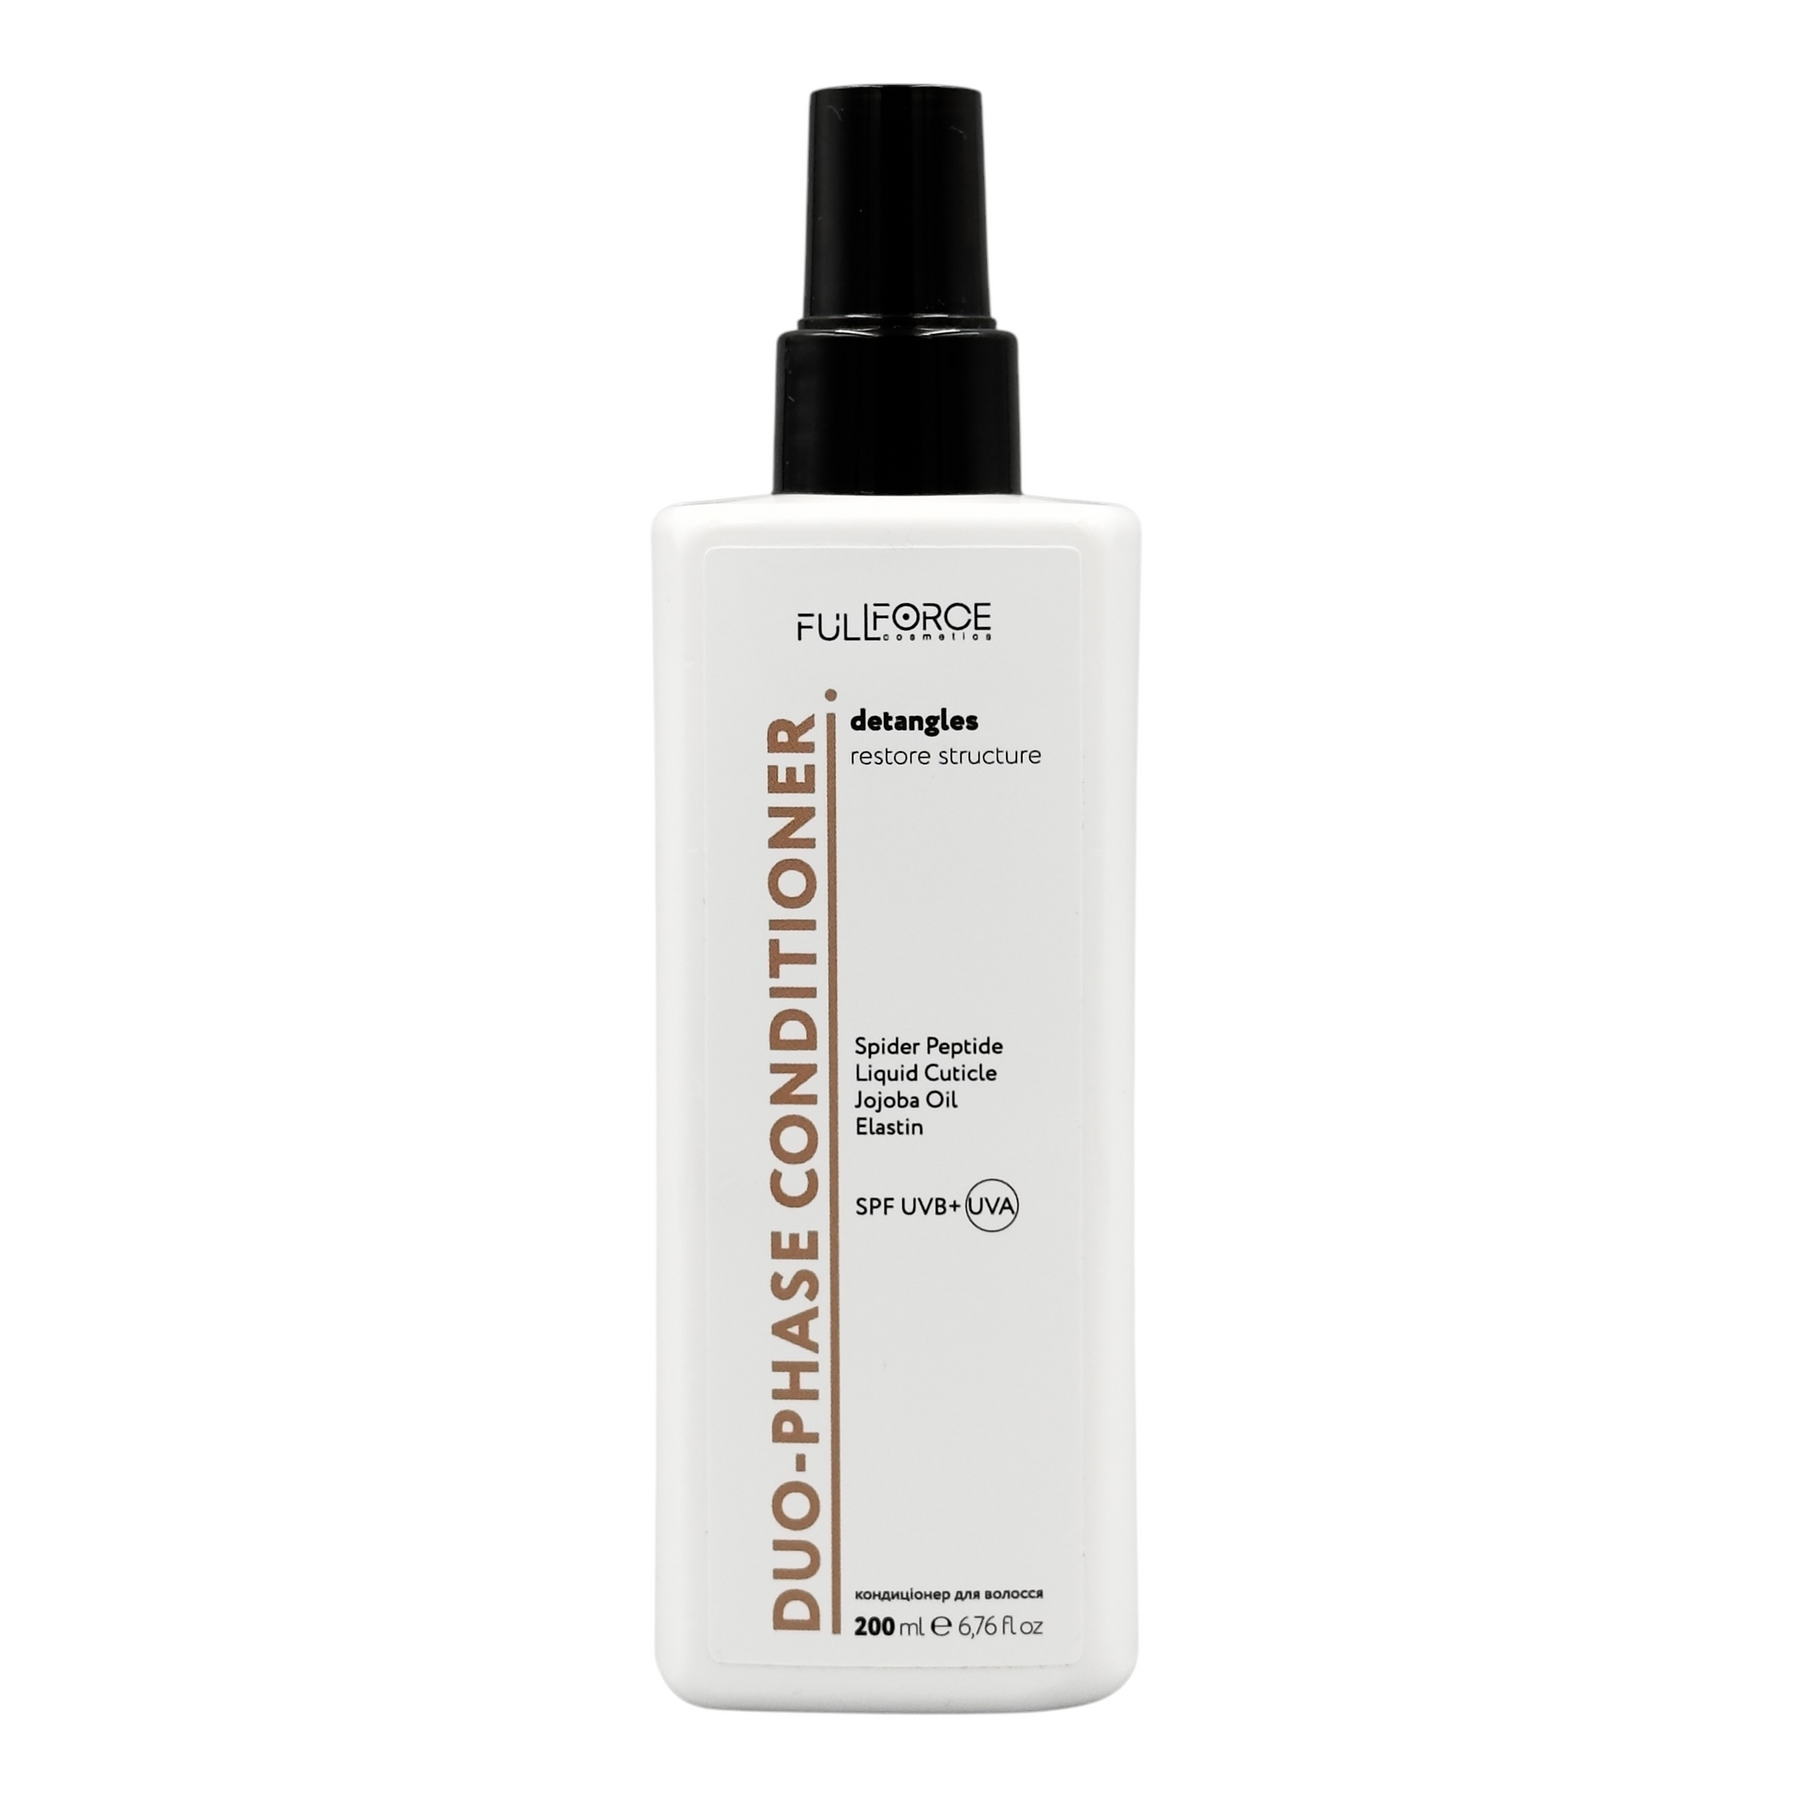 FULLFORCE
cosmetics
DUO-PHASE CONDITIONER.
detangles
restore structure
Spider Peptide
Liquid Cuticle
Jojoba Oil
Elastin
SPF UVB+ UVA
кондиціонер для волосся
200 ml ℮ 6,76 fl oz